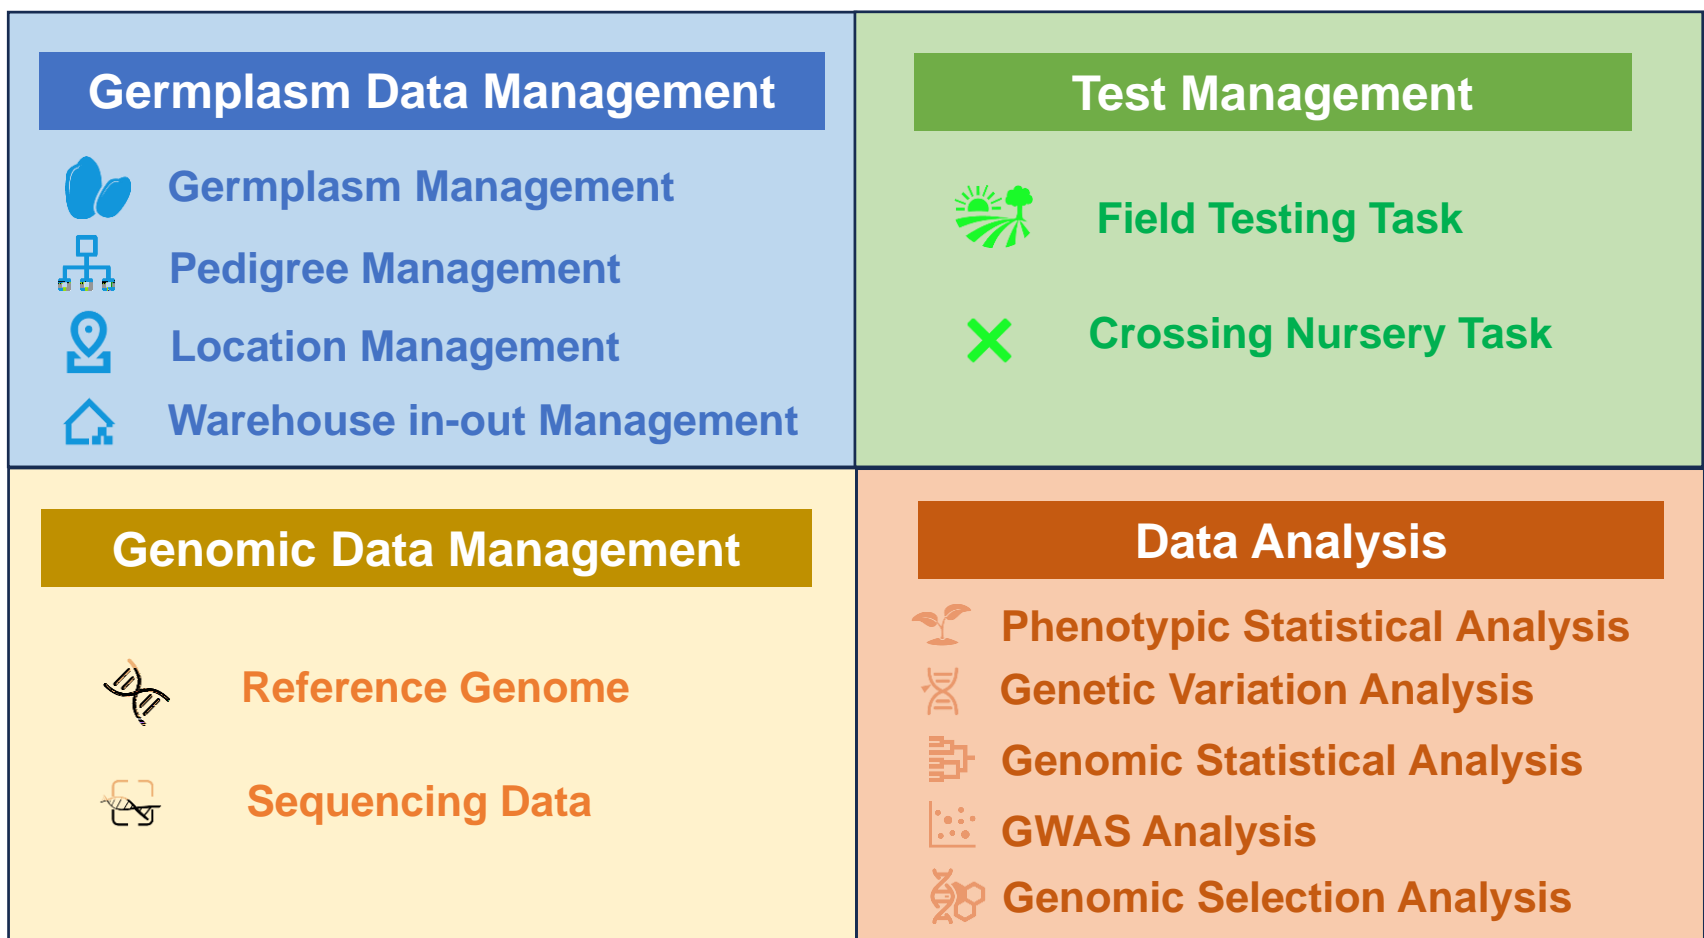 Germplasm Data Management
Germplasm Management
Pedigree Management
Location Management
Warehouse in-out Management
Test Management
Field Testing Task
Crossing Nursery Task
Genomic Data Management
Reference Genome
Sequencing Data
Data Analysis
Phenotypic Statistical Analysis
Genetic Variation Analysis
Genomic Statistical Analysis
GWAS Analysis
Genomic Selection Analysis